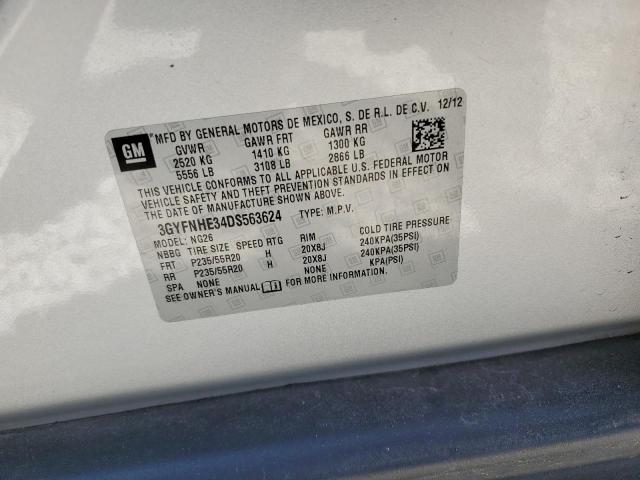 GM *MFD BY GENERAL MOTORS DE MEXICO, S. DE R.L. DE C.V. 12/12
GVWR GAWR FRT GAWR RR
2520 KG 1410 KG 1300 KG
5556 LB 3108 LB 2866 LB
THIS VEHICLE CONFORMS TO ALL APPLICABLE U.S. FEDERAL MOTOR
VEHICLE SAFETY AND THEFT PREVENTION STANDARDS IN EFFECT ON
THE DATE OF MANUFACTURE SHOWN ABOVE.
3GYFNHE34DS563624 TYPE: M.P.V.
MODEL: NG26
NBBG TIRE SIZE SPEED RTG RIM COLD TIRE PRESSURE
FRT P235/55R20 H 20X8J 240KPA(35PSI)
RR P235/55R20 H 20X8J 240KPA(35PSI)
SPA NONE NONE KPA(PSI)
SEE OWNER'S MANUAL FOR MORE INFORMATION.